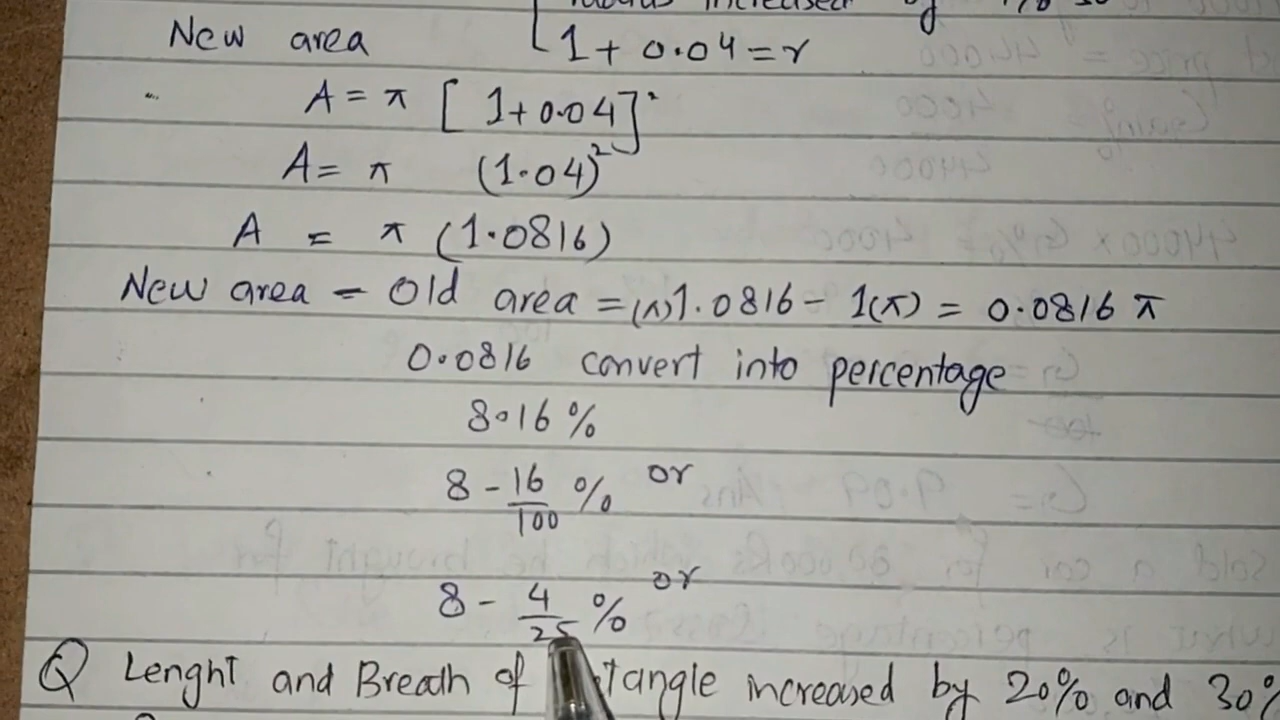 increased by
New area 1 + 0.04 = r
A = π [ 1 + 0.04 ]²
A = π (1.04)²
A = π (1.0816)
New area - Old area = (π)1.0816 - 1(π) = 0.0816 π
0.0816 convert into percentage
8.16 %
8 - 16/100 % or
8 - 4/25 % or
Q Lenght and Breath of increased by 20% and 30%